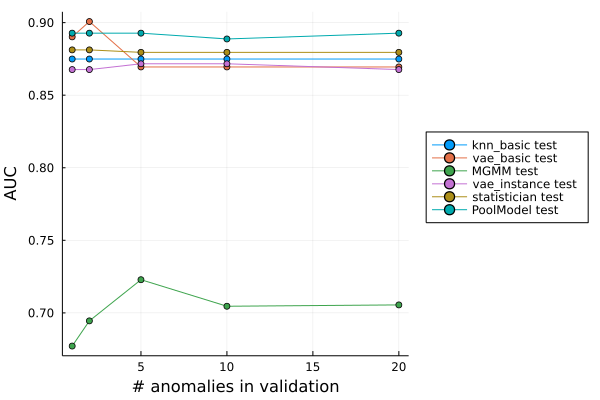 0.90
0.85
0.80
0.75
0.70
AUC
5
10
15
20
# anomalies in validation
knn_basic test
vae_basic test
MGMM test
vae_instance test
statistician test
PoolModel test